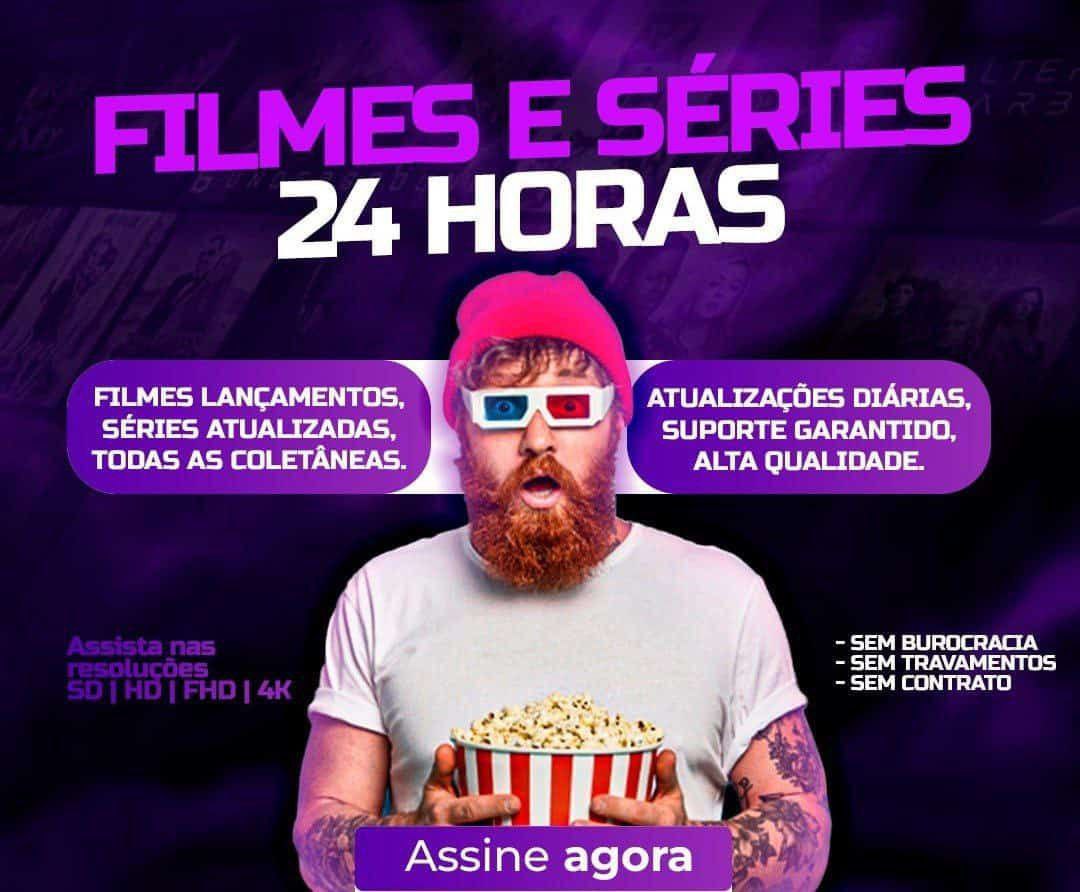 FILMES E SÉRIES
24 HORAS
FILMES LANÇAMENTOS,
SÉRIES ATUALIZADAS,
TODAS AS COLETÂNEAS.
ATUALIZAÇÕES DIÁRIAS,
SUPORTE GARANTIDO,
ALTA QUALIDADE.
Assista nas
resoluções
SD | HD | FHD | 4K
- SEM BUROCRACIA
- SEM TRAVAMENTOS
- SEM CONTRATO
Assine agora